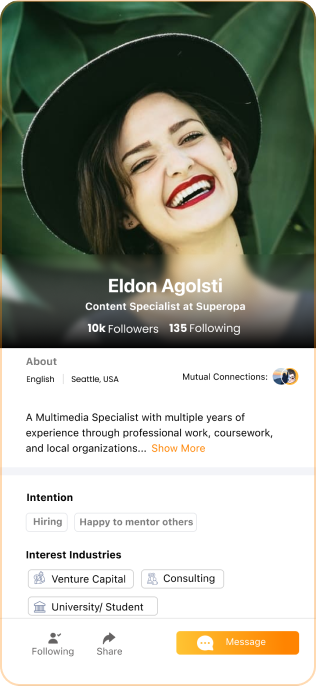 Eldon Agolsti
Content Specialist at Superopa
10k Followers 135 Following
About
English Seattle, USA Mutual Connections:
A Multimedia Specialist with multiple years of
experience through professional work, coursework,
and local organizations... Show More
Intention
Hiring Happy to mentor others
Interest Industries
Venture Capital Consulting
University/ Student
Following Share Message